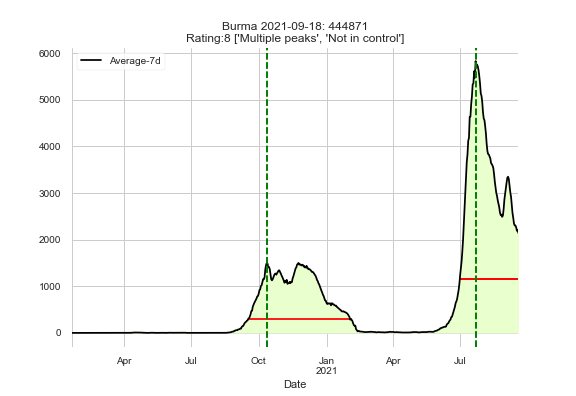 Burma 2021-09-18: 444871
Rating:8 ['Multiple peaks', 'Not in control']
Average-7d
6000
5000
4000
3000
2000
1000
0
Apr Jul Oct Jan Apr Jul
2021
Date